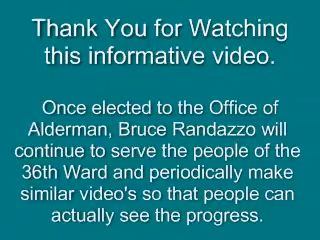 Thank You for Watching
this informative video.
Once elected to the Office of
Alderman, Bruce Randazzo will
continue to serve the people of the
36th Ward and periodically make
similar video's so that people can
actually see the progress.